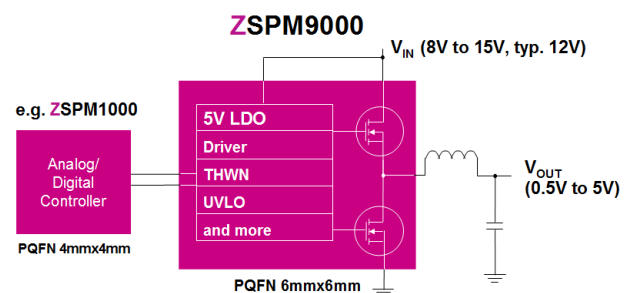 ZSPM9000
VIN (8V to 15V, typ. 12V)
e.g. ZSPM1000
Analog/
Digital
Controller
PQFN 4mmx4mm
5V LDO
Driver
THWN
UVLO
and more
PQFN 6mmx6mm
VOUT
(0.5V to 5V)